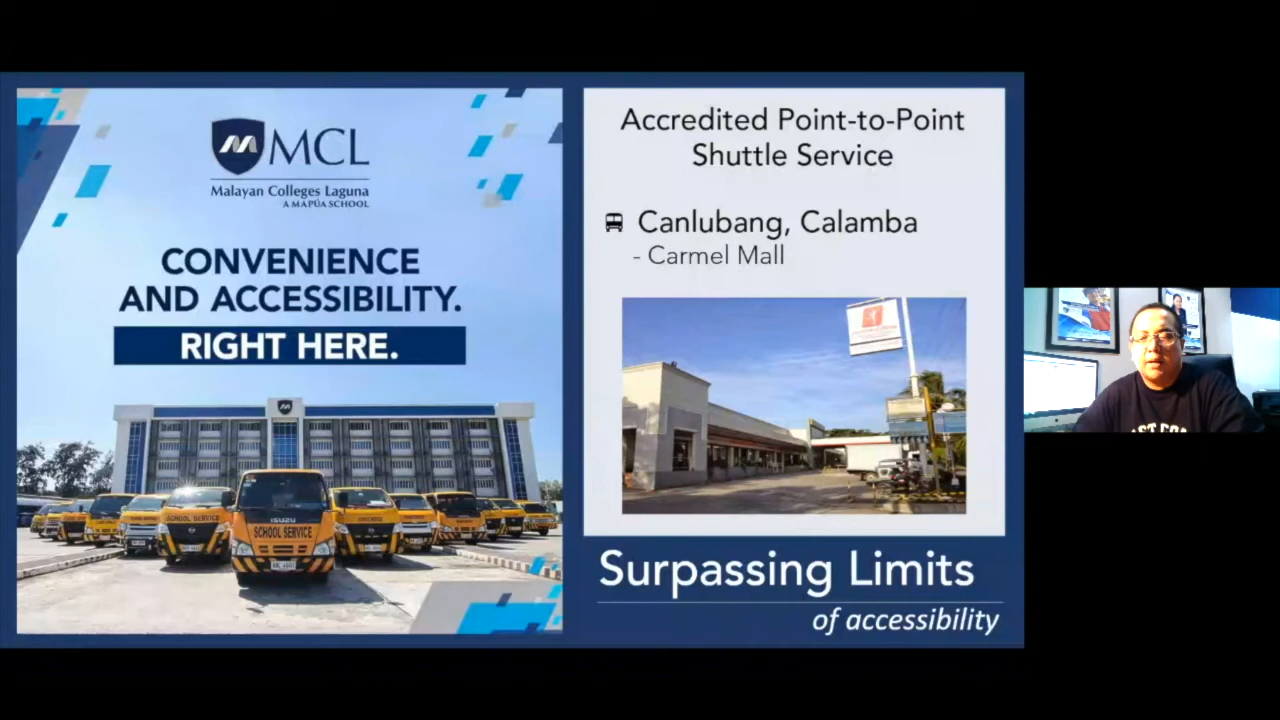 MCL
Malayan Colleges Laguna
A MAPÚA SCHOOL
CONVENIENCE
AND ACCESSIBILITY.
RIGHT HERE.
SCHOOL SERVICE
ISUZU
SCHOOL SERVICE
Accredited Point-to-Point
Shuttle Service
Canlubang, Calamba
- Carmel Mall
Surpassing Limits
of accessibility